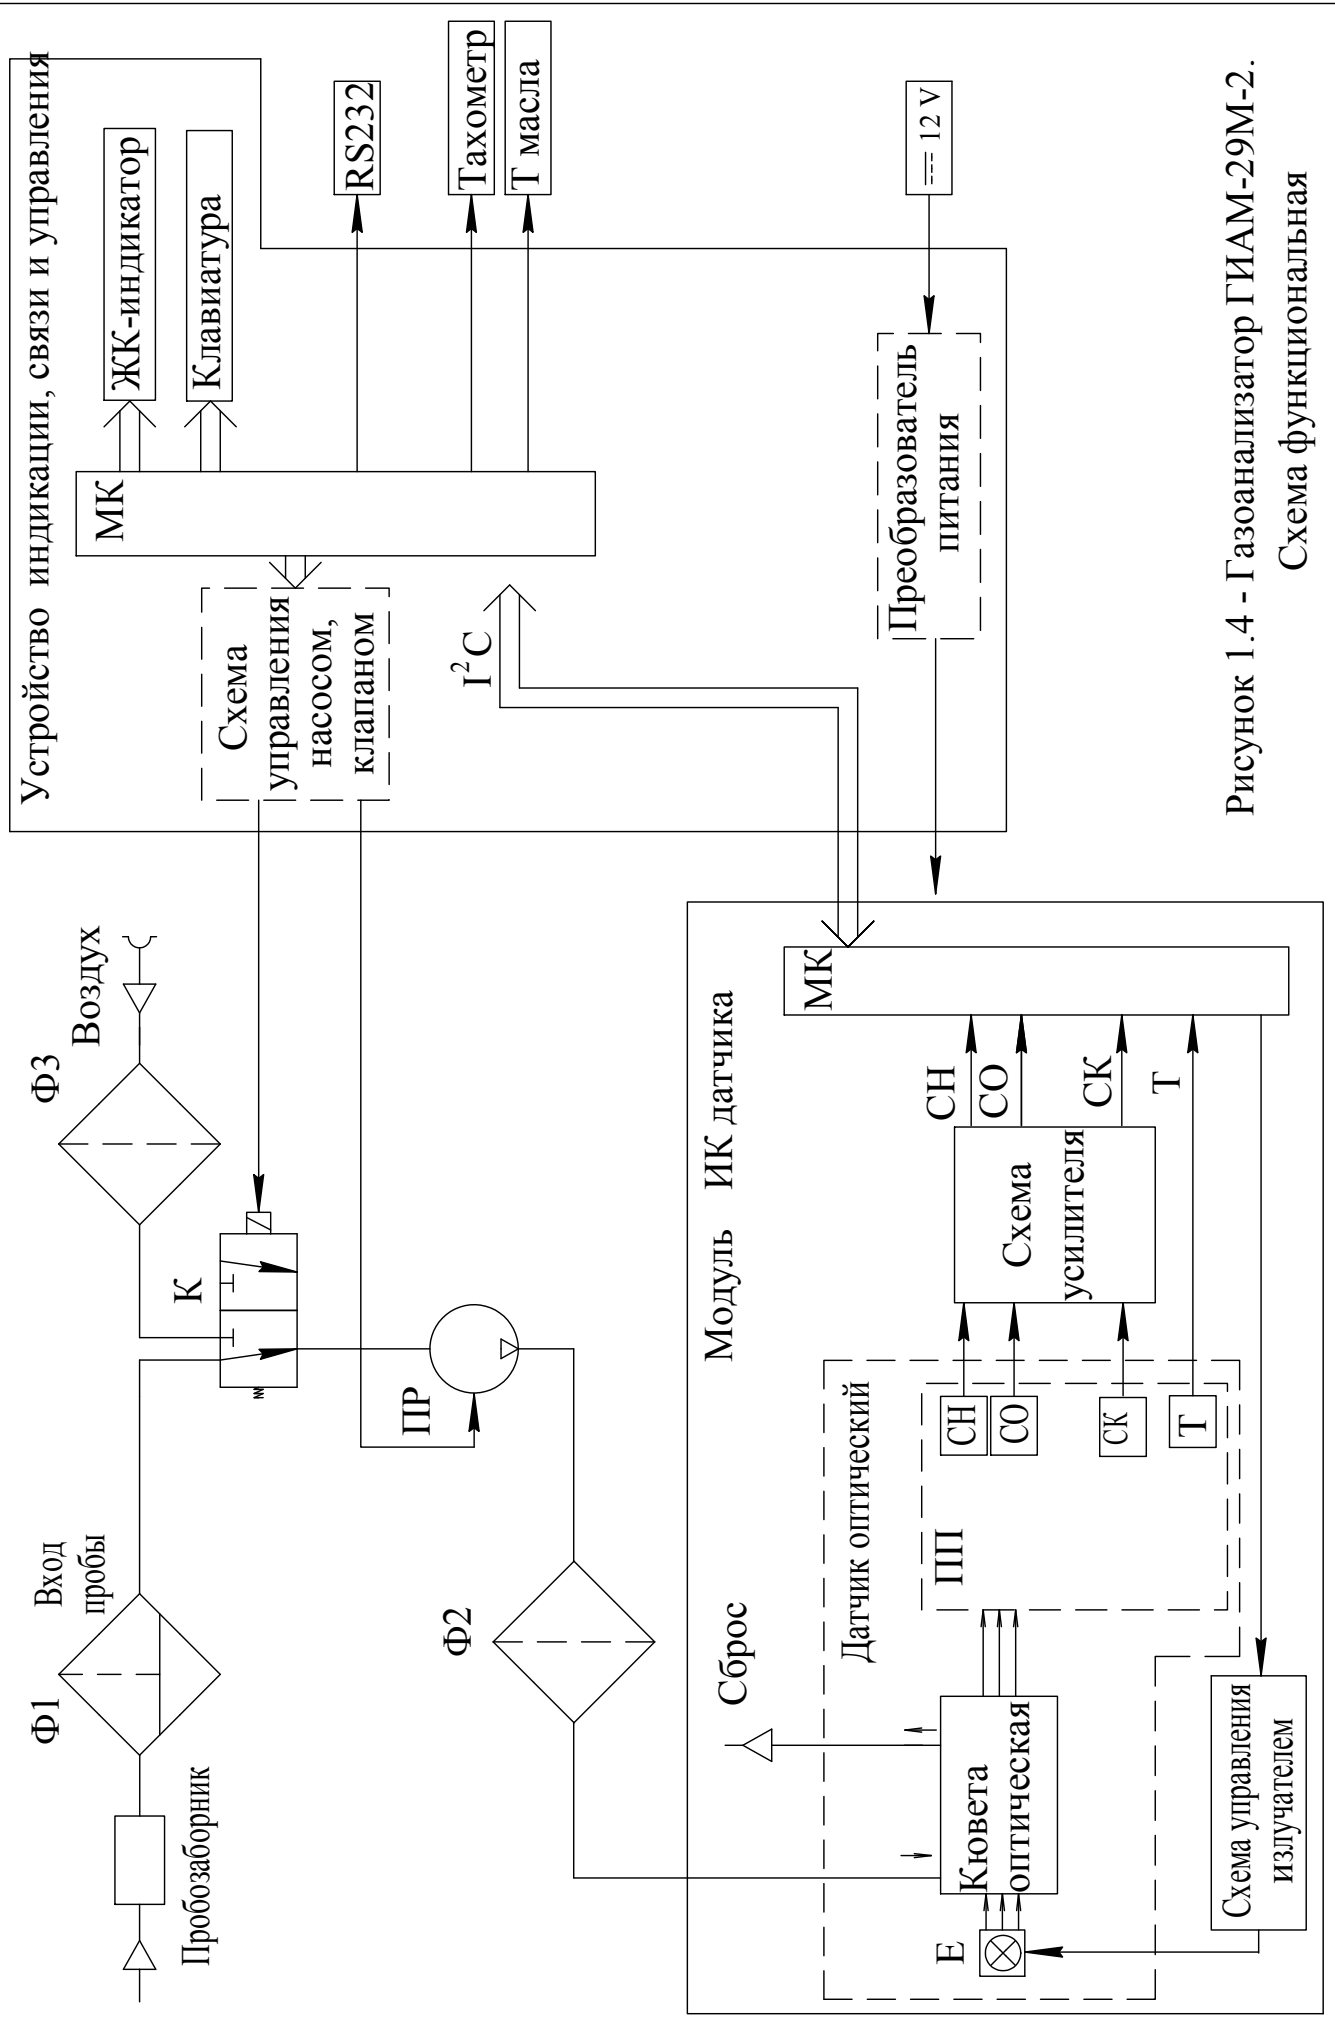 Пробозаборник
Ф1
Вход
пробы
К
Ф3
Воздух
ПР
Ф2
Сброс
Устройство индикации, связи и управления
Схема
управления
насосом,
клапаном
МК
ЖК-индикатор
Клавиатура
RS232
Тахометр
Т масла
I²C
Преобразователь
питания
12 V
Модуль ИК датчика
Датчик оптический
Е
Кювета
оптическая
ПП
СН
СО
СК
Т
Схема
усилителя
СН
СО
СК
Т
МК
Схема управления
излучателем
Рисунок 1.4 - Газоанализатор ГИАМ-29М-2.
Схема функциональная